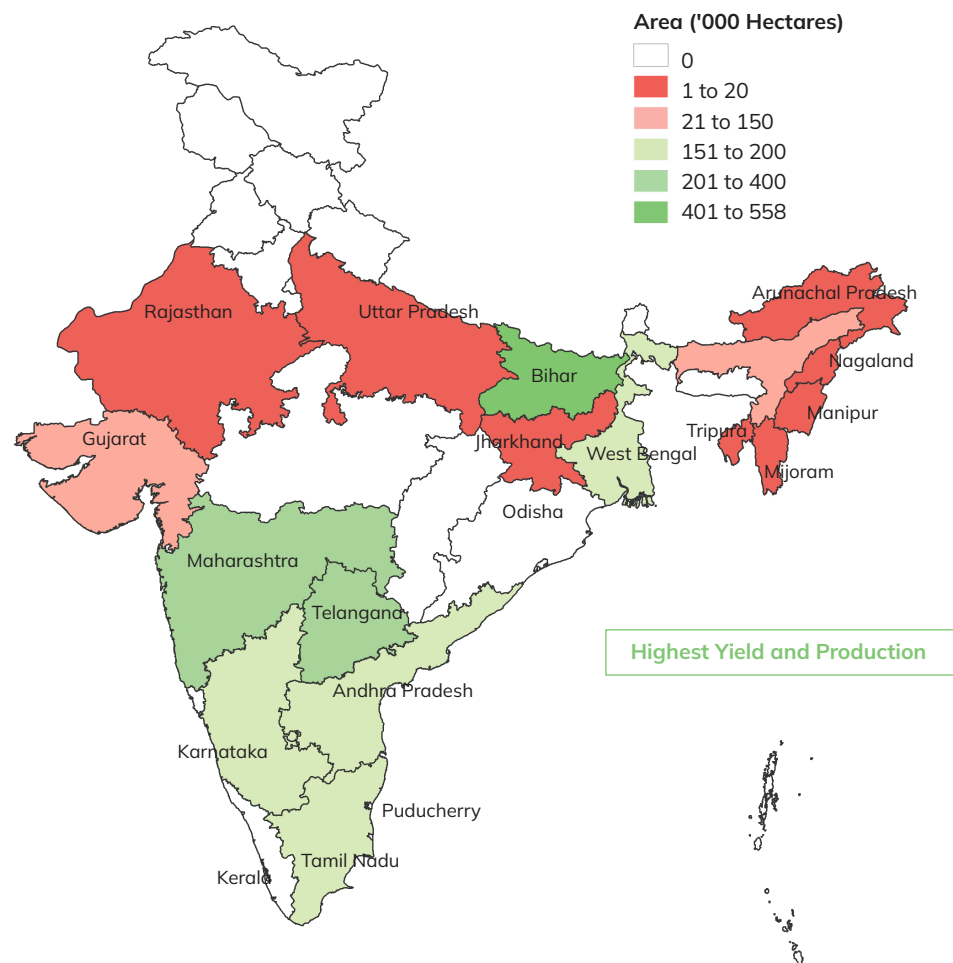 Area ('000 Hectares)
0
1 to 20
21 to 150
151 to 200
201 to 400
401 to 558
Arunachal Pradesh
Rajasthan
Uttar Pradesh
Nagaland
Bihar
Manipur
Gujarat
Jharkhand
Tripura
West Bengal
Mijoram
Odisha
Maharashtra
Telangana
Highest Yield and Production
Andhra Pradesh
Karnataka
Puducherry
Tamil Nadu
Kerala